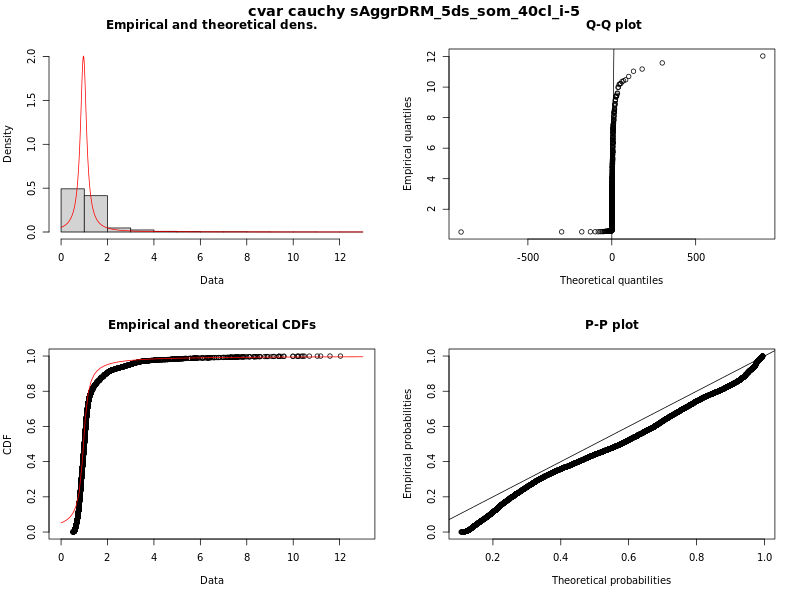 cvar cauchy sAggrDRM_5ds_som_40cl_i-5
Empirical and theoretical dens.
Density
0.0 0.5 1.0 1.5 2.0
0 2 4 6 8 10 12
Data
Q-Q plot
Empirical quantiles
2 4 6 8 10 12
-500 0 500
Theoretical quantiles
Empirical and theoretical CDFs
CDF
0.0 0.2 0.4 0.6 0.8 1.0
0 2 4 6 8 10 12
Data
P-P plot
Empirical probabilities
0.0 0.2 0.4 0.6 0.8 1.0
0.2 0.4 0.6 0.8 1.0
Theoretical probabilities